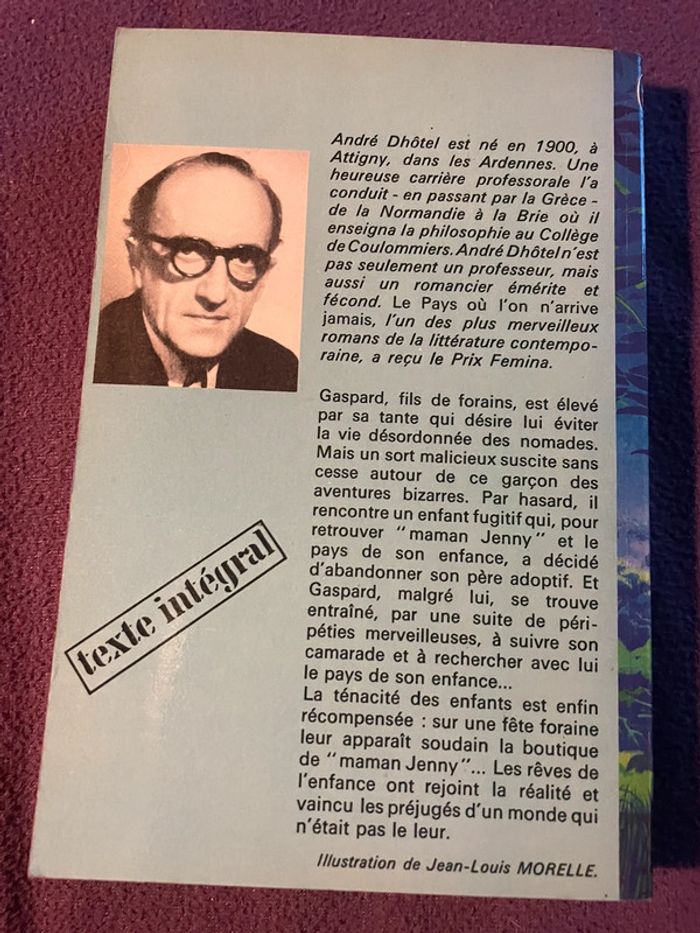 André Dhôtel est né en 1900, à
Attigny, dans les Ardennes. Une
heureuse carrière professorale l'a
conduit - en passant par la Grèce -
de la Normandie à la Brie où il
enseigna la philosophie au Collège
de Coulommiers. André Dhôtel n'est
pas seulement un professeur, mais
aussi un romancier émérite et
fécond. Le Pays où l'on n'arrive
jamais, l'un des plus merveilleux
romans de la littérature contempo-
raine, a reçu le Prix Femina.
Gaspard, fils de forains, est élevé
par sa tante qui désire lui éviter
la vie désordonnée des nomades.
Mais un sort malicieux suscite sans
cesse autour de ce garçon des
aventures bizarres. Par hasard, il
rencontre un enfant fugitif qui, pour
retrouver "maman Jenny" et le
pays de son enfance, a décidé
d'abandonner son père adoptif. Et
Gaspard, malgré lui, se trouve
entraîné, par une suite de péri-
péties merveilleuses, à suivre son
camarade et à rechercher avec lui
le pays de son enfance...
La ténacité des enfants est enfin
récompensée : sur une fête foraine
leur apparaît soudain la boutique
de "maman Jenny"... Les rêves de
l'enfance ont rejoint la réalité et
vaincu les préjugés d'un monde qui
n'était pas le leur.
texte intégral
Illustration de Jean-Louis MORELLE.